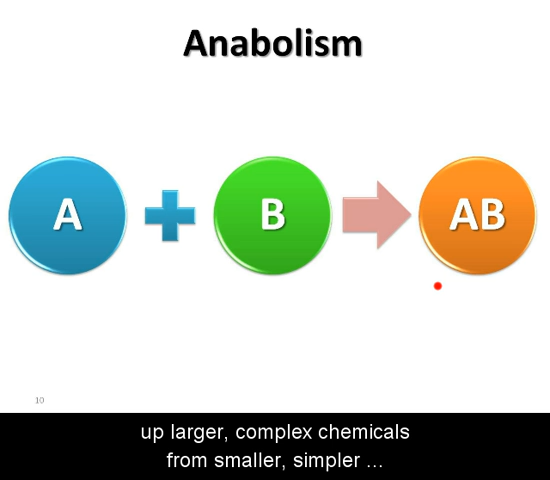 Anabolism
A + B AB
10
up larger, complex chemicals
from smaller, simpler ...